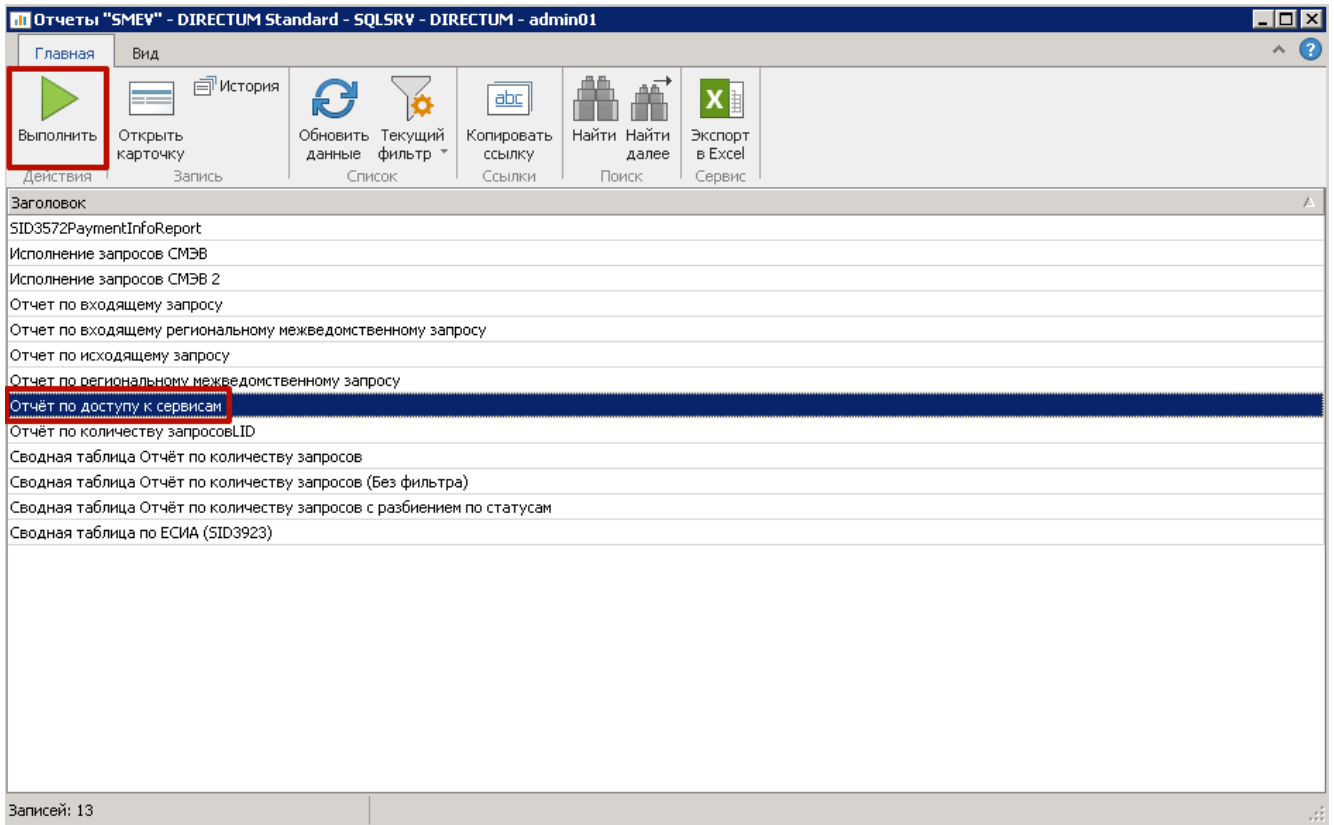 Отчеты "SMEV" - DIRECTUM Standard - SQLSRV - DIRECTUM - admin01
Главная Вид
Выполнить
Открыть карточку
История
Обновить данные
Текущий фильтр
abc
Копировать ссылку
Найти
Найти далее
Экспорт в Excel
Действия Запись Список Ссылки Поиск Сервис
Заголовок
SID3572PaymentInfoReport
Исполнение запросов СМЭВ
Исполнение запросов СМЭВ 2
Отчет по входящему запросу
Отчет по входящему региональному межведомственному запросу
Отчет по исходящему запросу
Отчет по региональному межведомственному запросу
Отчёт по доступу к сервисам
Отчёт по количеству запросовLID
Сводная таблица Отчёт по количеству запросов
Сводная таблица Отчёт по количеству запросов (Без фильтра)
Сводная таблица Отчёт по количеству запросов с разбиением по статусам
Сводная таблица по ЕСИА (SID3923)
Записей: 13